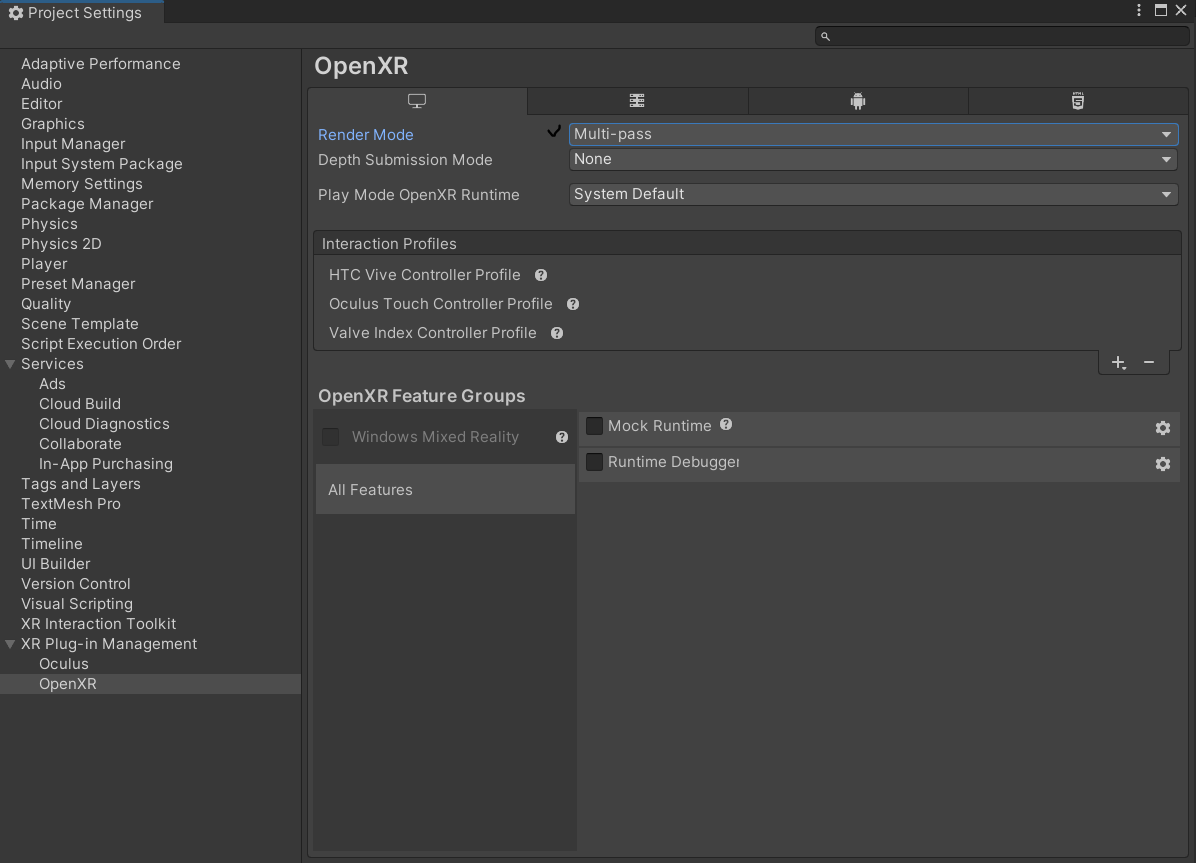 Project Settings
Adaptive Performance
Audio
Editor
Graphics
Input Manager
Input System Package
Memory Settings
Package Manager
Physics
Physics 2D
Player
Preset Manager
Quality
Scene Template
Script Execution Order
Services
Ads
Cloud Build
Cloud Diagnostics
Collaborate
In-App Purchasing
Tags and Layers
TextMesh Pro
Time
Timeline
UI Builder
Version Control
Visual Scripting
XR Interaction Toolkit
XR Plug-in Management
Oculus
OpenXR
OpenXR
HTML
Render Mode Multi-pass
Depth Submission Mode None
Play Mode OpenXR Runtime System Default
Interaction Profiles
HTC Vive Controller Profile
Oculus Touch Controller Profile
Valve Index Controller Profile
OpenXR Feature Groups
Windows Mixed Reality
All Features
Mock Runtime
Runtime Debugger